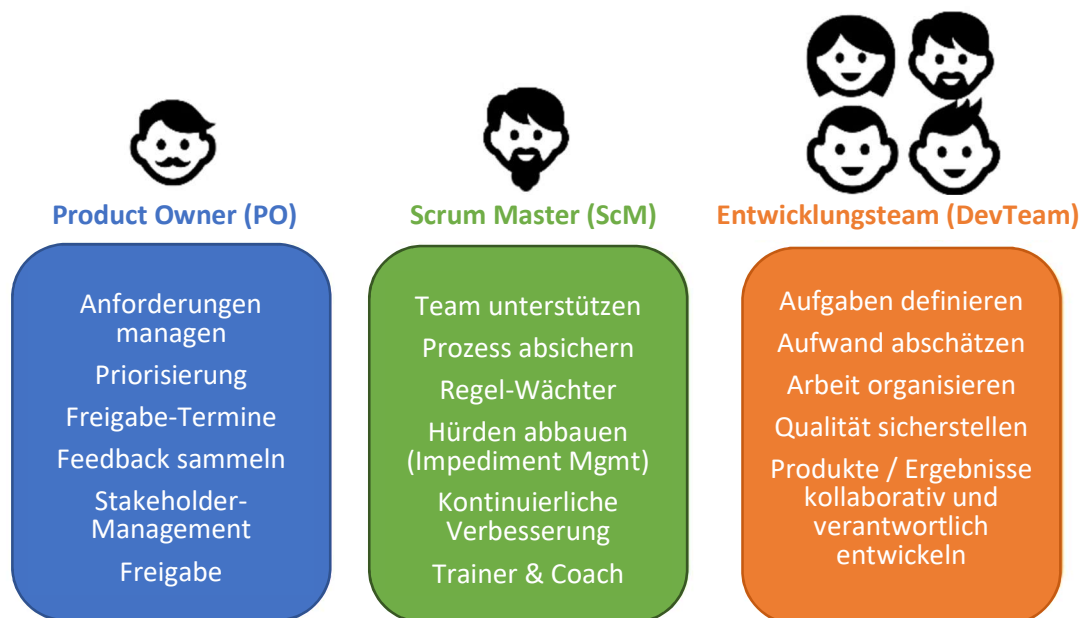 Product Owner (PO)
Anforderungen
managen
Priorisierung
Freigabe-Termine
Feedback sammeln
Stakeholder-
Management
Freigabe
Scrum Master (ScM)
Team unterstützen
Prozess absichern
Regel-Wächter
Hürden abbauen
(Impediment Mgmt)
Kontinuierliche
Verbesserung
Trainer & Coach
Entwicklungsteam (DevTeam)
Aufgaben definieren
Aufwand abschätzen
Arbeit organisieren
Qualität sicherstellen
Produkte / Ergebnisse
kollaborativ und
verantwortlich
entwickeln